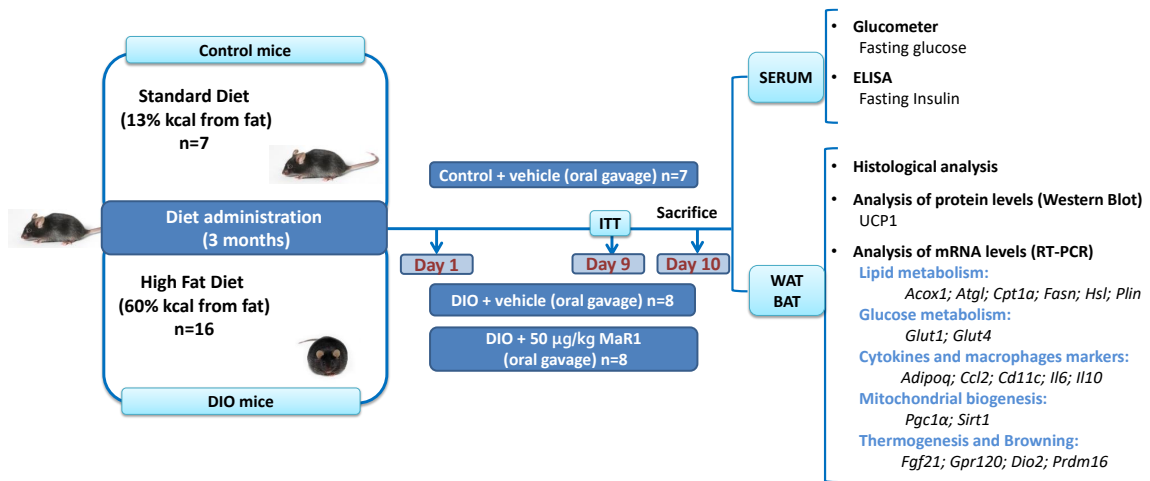 Control mice
Standard Diet
(13% kcal from fat)
n=7
Diet administration
(3 months)
High Fat Diet
(60% kcal from fat)
n=16
DIO mice
Control + vehicle (oral gavage) n=7
ITT
Sacrifice
Day 1
Day 9
Day 10
DIO + vehicle (oral gavage) n=8
DIO + 50 µg/kg MaR1
(oral gavage) n=8
SERUM
• Glucometer
Fasting glucose
• ELISA
Fasting Insulin
WAT
BAT
• Histological analysis
• Analysis of protein levels (Western Blot)
UCP1
• Analysis of mRNA levels (RT-PCR)
Lipid metabolism:
Acox1; Atgl; Cpt1a; Fasn; Hsl; Plin
Glucose metabolism:
Glut1; Glut4
Cytokines and macrophages markers:
Adipoq; Ccl2; Cd11c; Il6; Il10
Mitochondrial biogenesis:
Pgc1α; Sirt1
Thermogenesis and Browning:
Fgf21; Gpr120; Dio2; Prdm16